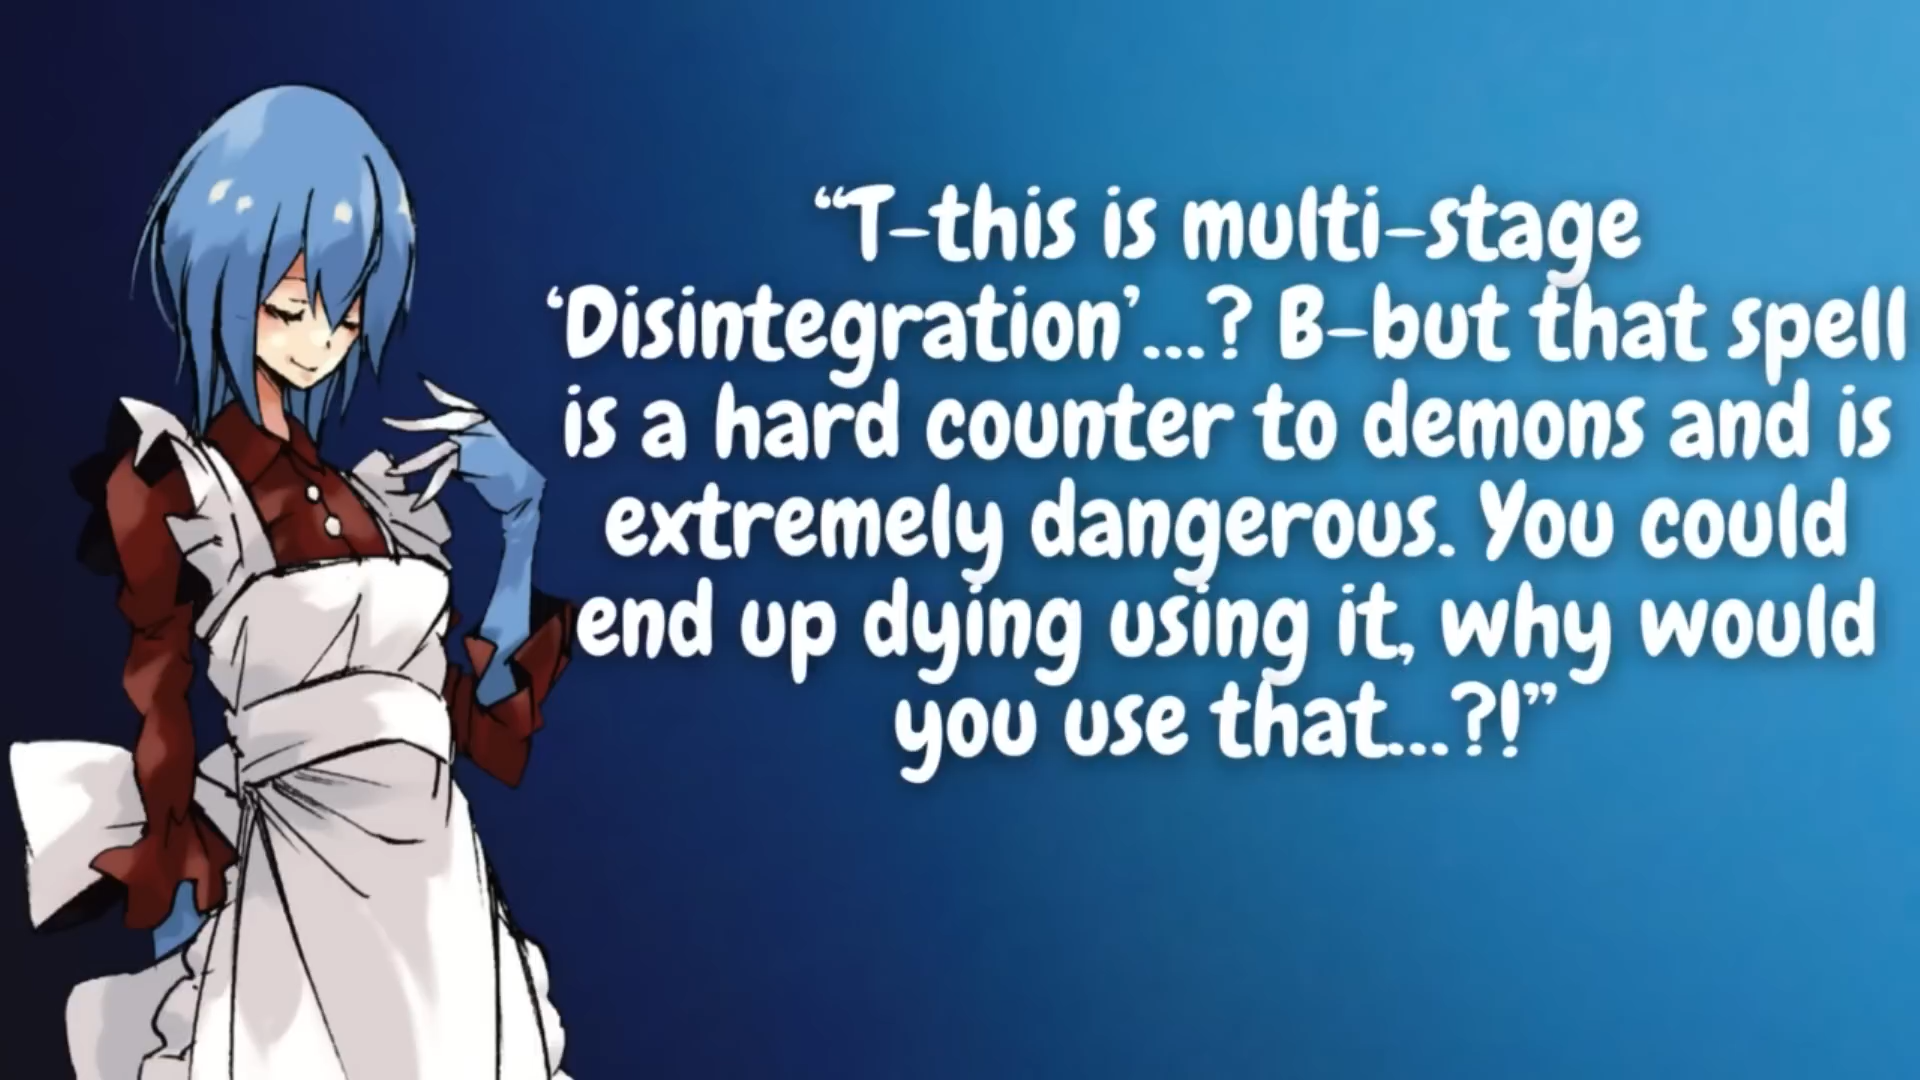 “T-this is multi-stage
‘Disintegration’...? B-but that spell
is a hard counter to demons and is
extremely dangerous. You could
end up dying using it, why would
you use that...?!”